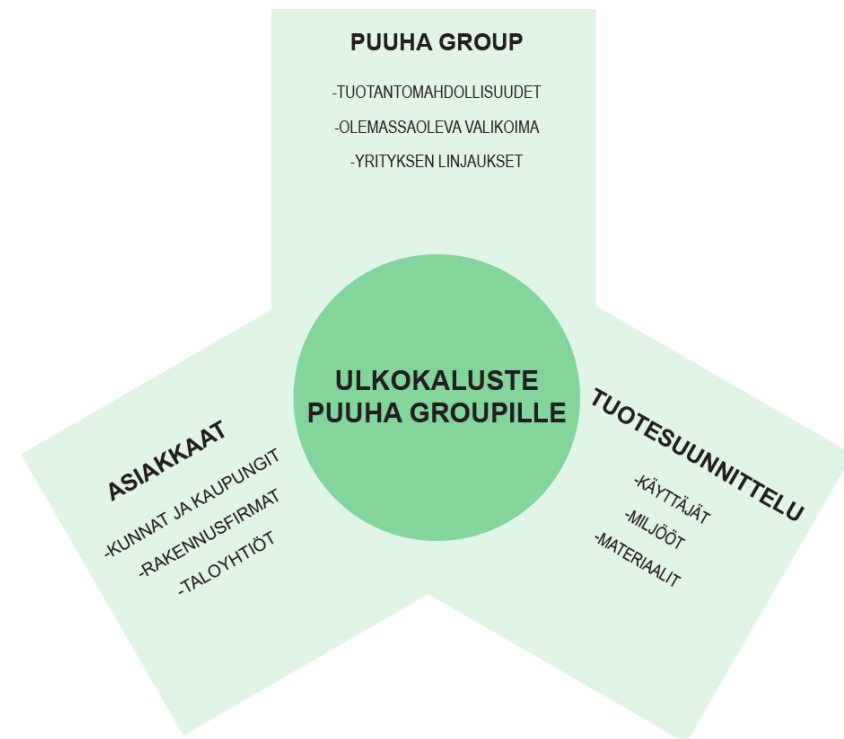 PUUHA GROUP
-TUOTANTOMAHDOLLISUUDET
-OLEMASSAOLEVA VALIKOIMA
-YRITYKSEN LINJAUKSET
ULKOKALUSTE
PUUHA GROUPILLE
ASIAKKAAT
-KUNNAT JA KAUPUNGIT
-RAKENNUSFIRMAT
-TALOYHTIÖT
TUOTESUUNNITTELU
-KÄYTTÄJÄT
-MILJÖÖT
-MATERIAALIT